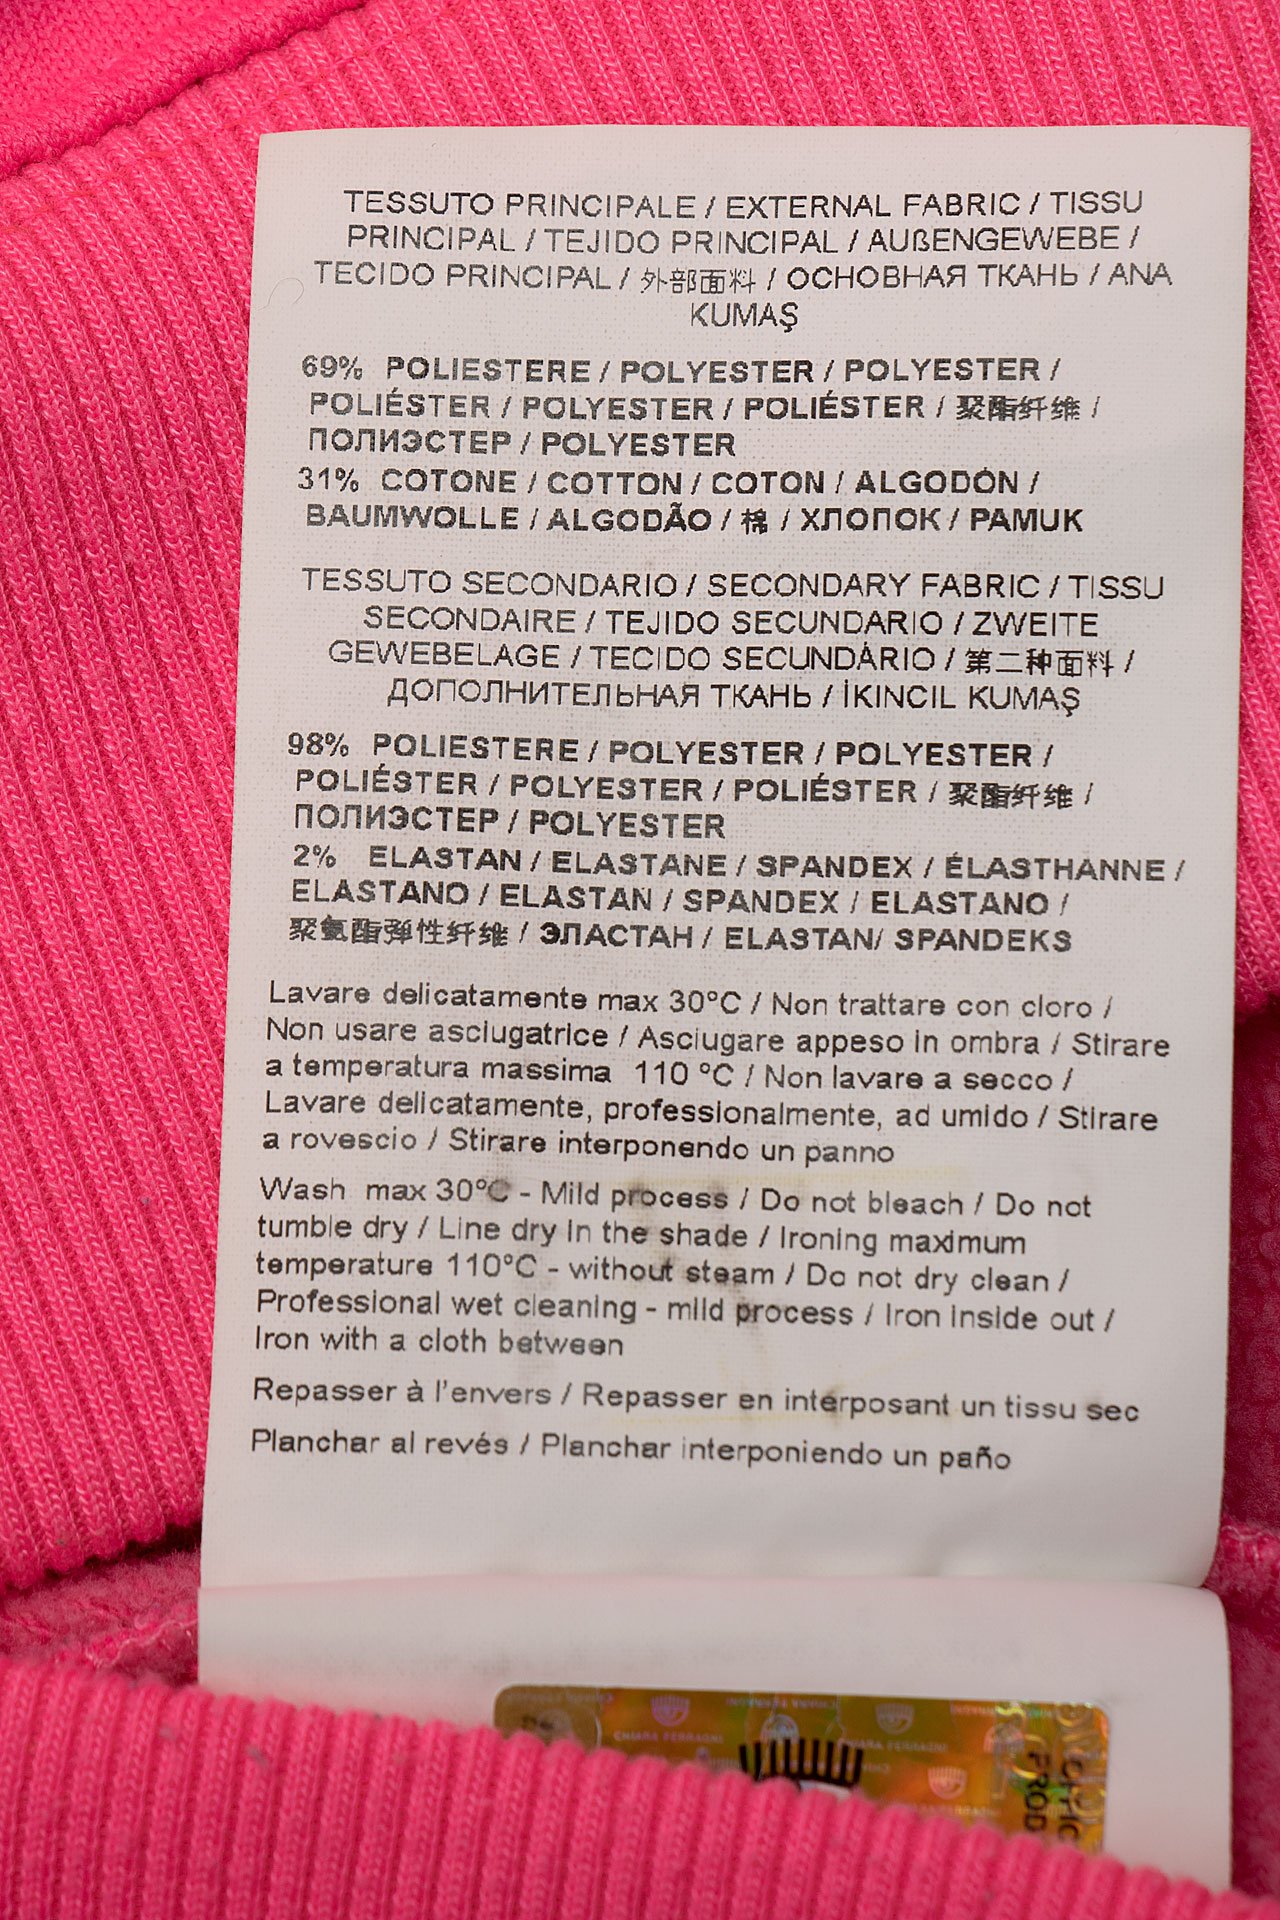 TESSUTO PRINCIPALE / EXTERNAL FABRIC / TISSU
PRINCIPAL / TEJIDO PRINCIPAL / AUßENGEWEBE /
TECIDO PRINCIPAL / 外部面料 / ОСНОВНАЯ ТКАНЬ / ANA
KUMAŞ
69% POLIESTERE / POLYESTER / POLYESTER /
POLIÉSTER / POLYESTER / POLIÉSTER / 聚酯纤维 /
ПОЛИЭСТЕР / POLYESTER
31% COTONE / COTTON / COTON / ALGODÓN /
BAUMWOLLE / ALGODÃO / 棉 / ХЛОПОК / PAMUK
TESSUTO SECONDARIO / SECONDARY FABRIC / TISSU
SECONDAIRE / TEJIDO SECUNDARIO / ZWEITE
GEWEBELAGE / TECIDO SECUNDÁRIO / 第二种面料 /
ДОПОЛНИТЕЛЬНАЯ ТКАНЬ / İKINCIL KUMAŞ
98% POLIESTERE / POLYESTER / POLYESTER /
POLIÉSTER / POLYESTER / POLIÉSTER / 聚酯纤维 /
ПОЛИЭСТЕР / POLYESTER
2% ELASTAN / ELASTANE / SPANDEX / ÉLASTHANNE /
ELASTANO / ELASTAN / SPANDEX / ELASTANO /
聚氨酯弹性纤维 / ЭЛАСТАН / ELASTAN/ SPANDEKS
Lavare delicatamente max 30°C / Non trattare con cloro /
Non usare asciugatrice / Asciugare appeso in ombra / Stirare
a temperatura massima 110 °C / Non lavare a secco /
Lavare delicatamente, professionalmente, ad umido / Stirare
a rovescio / Stirare interponendo un panno
Wash max 30°C - Mild process / Do not bleach / Do not
tumble dry / Line dry in the shade / Ironing maximum
temperature 110°C - without steam / Do not dry clean /
Professional wet cleaning - mild process / Iron inside out /
Iron with a cloth between
Repasser à l'envers / Repasser en interposant un tissu sec
Planchar al revés / Planchar interponiendo un paño
CHIARA FERRAGNI